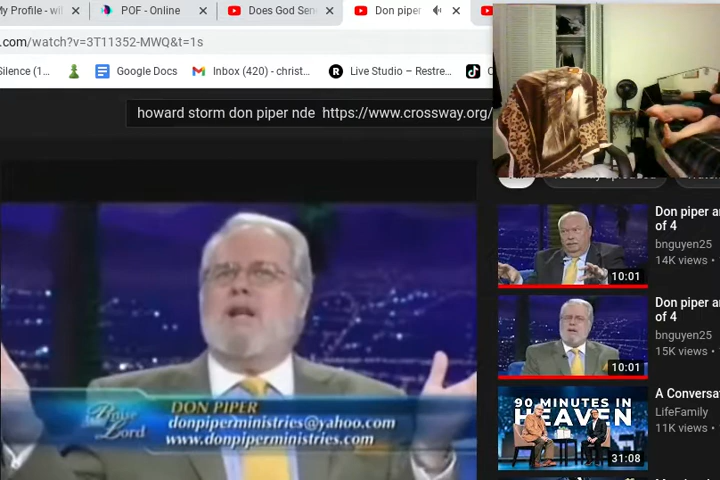 My Profile - wi
POF - Online
Does God Sen
Don piper
.com/watch?v=3T11352-MWQ&t=1s
Silence (1...
Google Docs
Inbox (420) - christ...
Live Studio – Restre...
howard storm don piper nde https://www.crossway.org/
Don piper a
of 4
bnguyen25
14K views •
10:01
Don piper a
of 4
bnguyen25
15K views •
10:01
A Conversa
LifeFamily
11K views •
90 MINUTES IN
HEAVEN
31:08
Praise
the
Lord
DON PIPER
donpiperministries@yahoo.com
www.donpiperministries.com